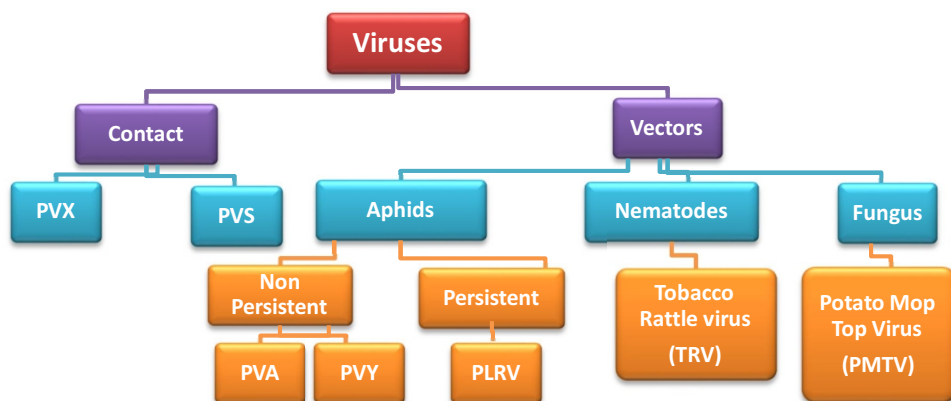 Viruses
Contact
Vectors
PVX
PVS
Aphids
Nematodes
Fungus
Non
Persistent
Persistent
Tobacco
Rattle virus
(TRV)
Potato Mop
Top Virus
(PMTV)
PVA
PVY
PLRV